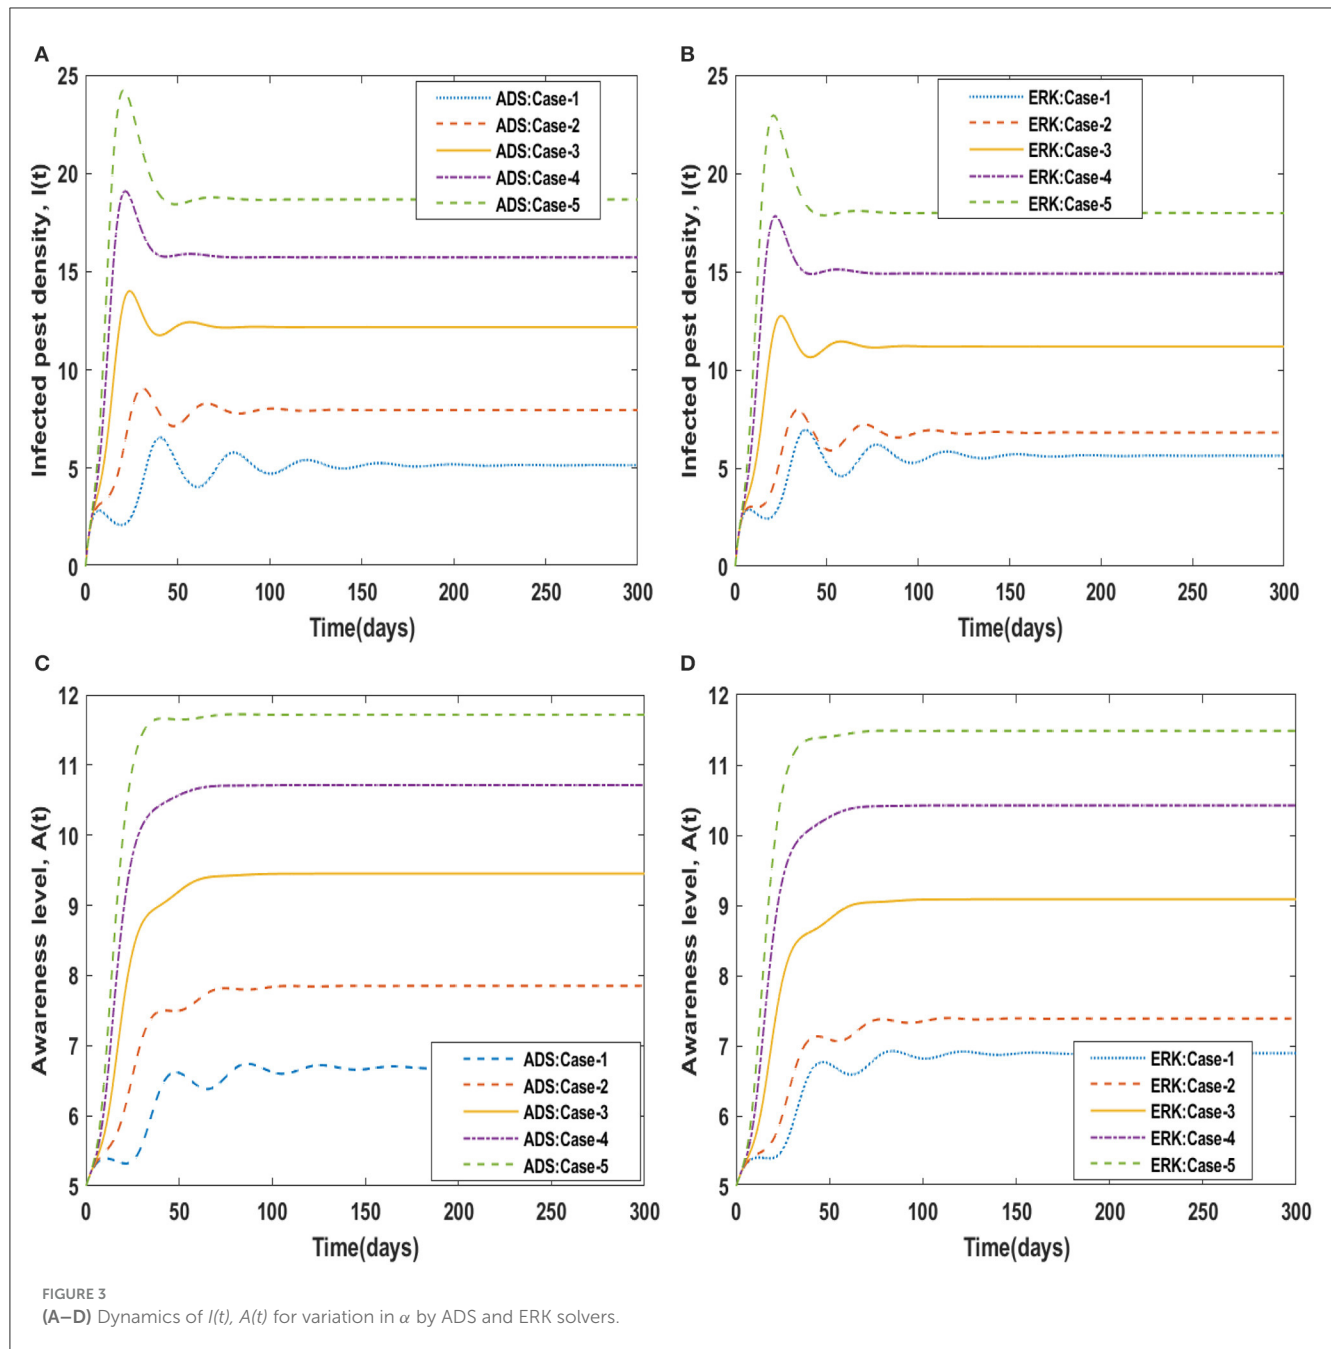 A
25
20
15
10
5
0
0 50 100 150 200 250 300
Infected pest density, I(t)
Time(days)
ADS:Case-1
ADS:Case-2
ADS:Case-3
ADS:Case-4
ADS:Case-5
B
25
20
15
10
5
0
0 50 100 150 200 250 300
Infected pest density, I(t)
Time(days)
ERK:Case-1
ERK:Case-2
ERK:Case-3
ERK:Case-4
ERK:Case-5
C
12
11
10
9
8
7
6
5
0 50 100 150 200 250 300
Awareness level, A(t)
Time(days)
ADS:Case-1
ADS:Case-2
ADS:Case-3
ADS:Case-4
ADS:Case-5
D
12
11
10
9
8
7
6
5
0 50 100 150 200 250 300
Awareness level, A(t)
Time(days)
ERK:Case-1
ERK:Case-2
ERK:Case-3
ERK:Case-4
ERK:Case-5
FIGURE 3
(A–D) Dynamics of I(t), A(t) for variation in α by ADS and ERK solvers.